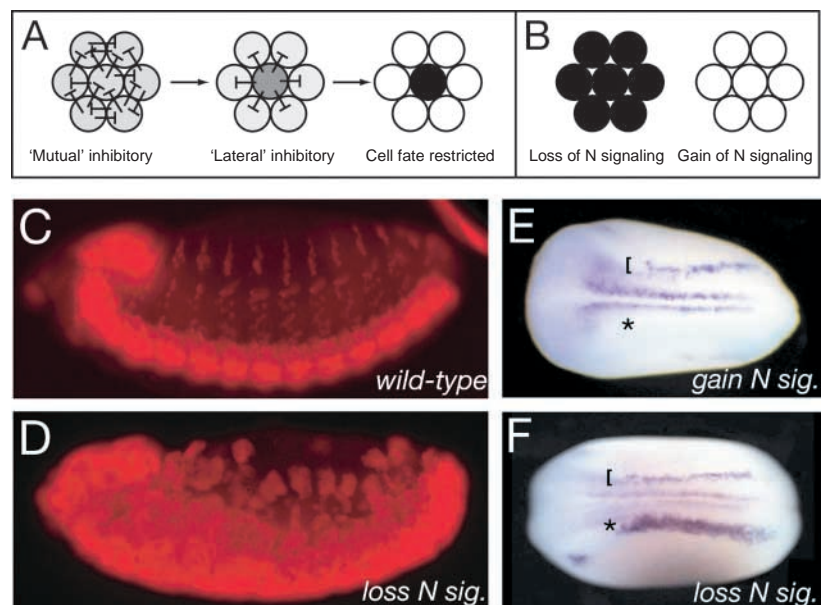 A
B
'Mutual' inhibitory
'Lateral' inhibitory
Cell fate restricted
Loss of N signaling
Gain of N signaling
C
wild-type
E
[
*
gain N sig.
D
loss N sig.
F
[
*
loss N sig.